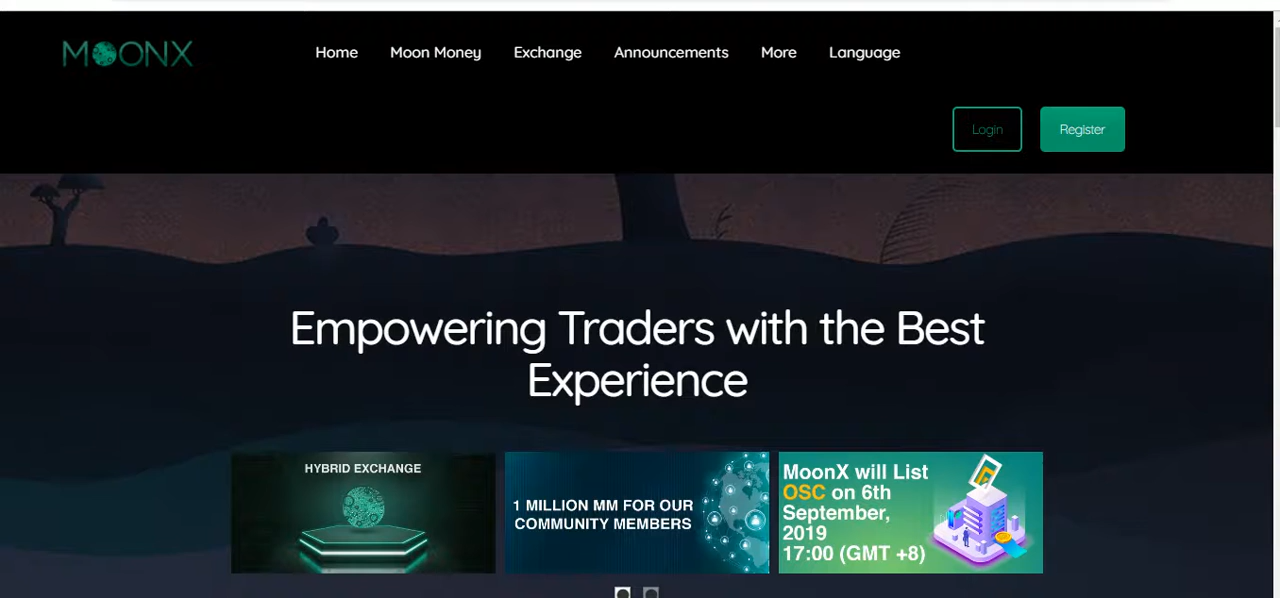 MOONX
Home
Moon Money
Exchange
Announcements
More
Language
Login
Register
Empowering Traders with the Best
Experience
HYBRID EXCHANGE
1 MILLION MM FOR OUR
COMMUNITY MEMBERS
MoonX will List
OSC on 6th
September,
2019
17:00 (GMT +8)